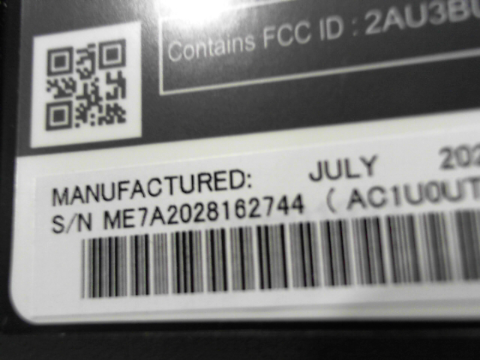 Contains FCC ID : 2AU3B
MANUFACTURED: JULY 202
S/N ME7A2028162744 ( AC1U0UT